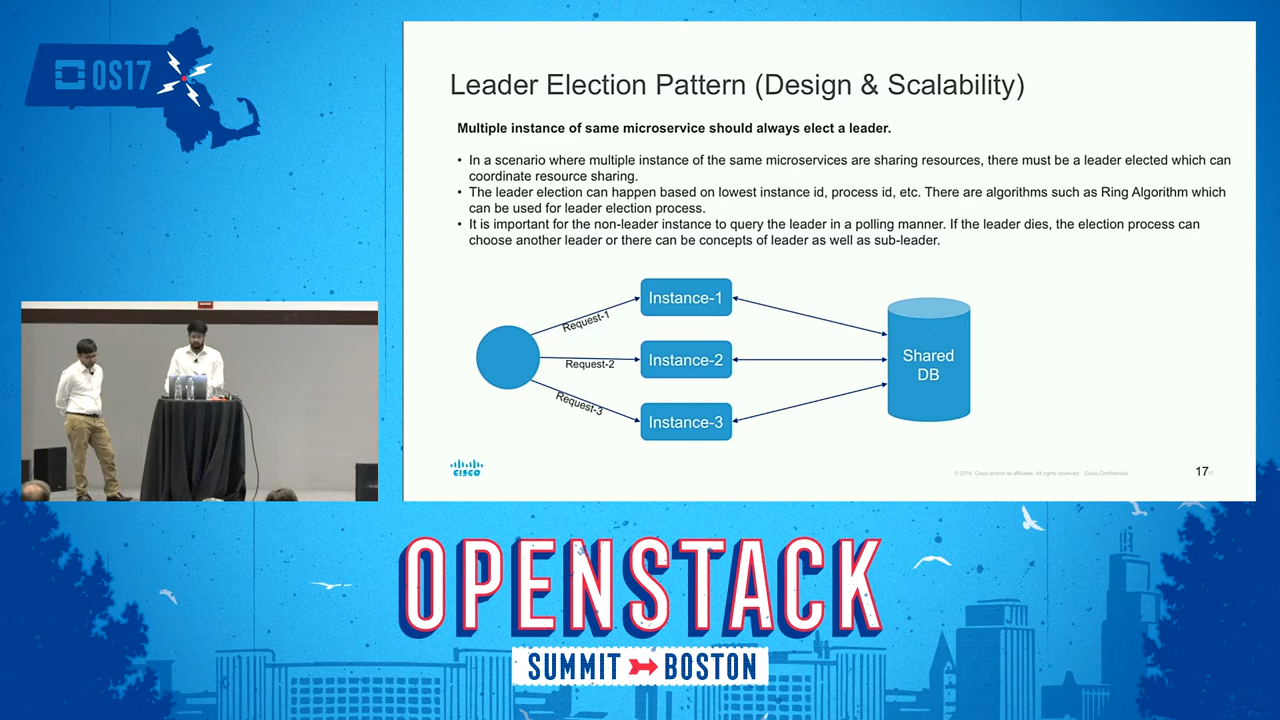 OS17
Leader Election Pattern (Design & Scalability)
Multiple instance of same microservice should always elect a leader.
• In a scenario where multiple instance of the same microservices are sharing resources, there must be a leader elected which can
coordinate resource sharing.
• The leader election can happen based on lowest instance id, process id, etc. There are algorithms such as Ring Algorithm which
can be used for leader election process.
• It is important for the non-leader instance to query the leader in a polling manner. If the leader dies, the election process can
choose another leader or there can be concepts of leader as well as sub-leader.
Request-1
Instance-1
Request-2
Instance-2
Request-3
Instance-3
Shared
DB
CISCO
© 2016 Cisco and/or its affiliates. All rights reserved. Cisco Confidential
17
17
OPENSTACK
SUMMIT BOSTON